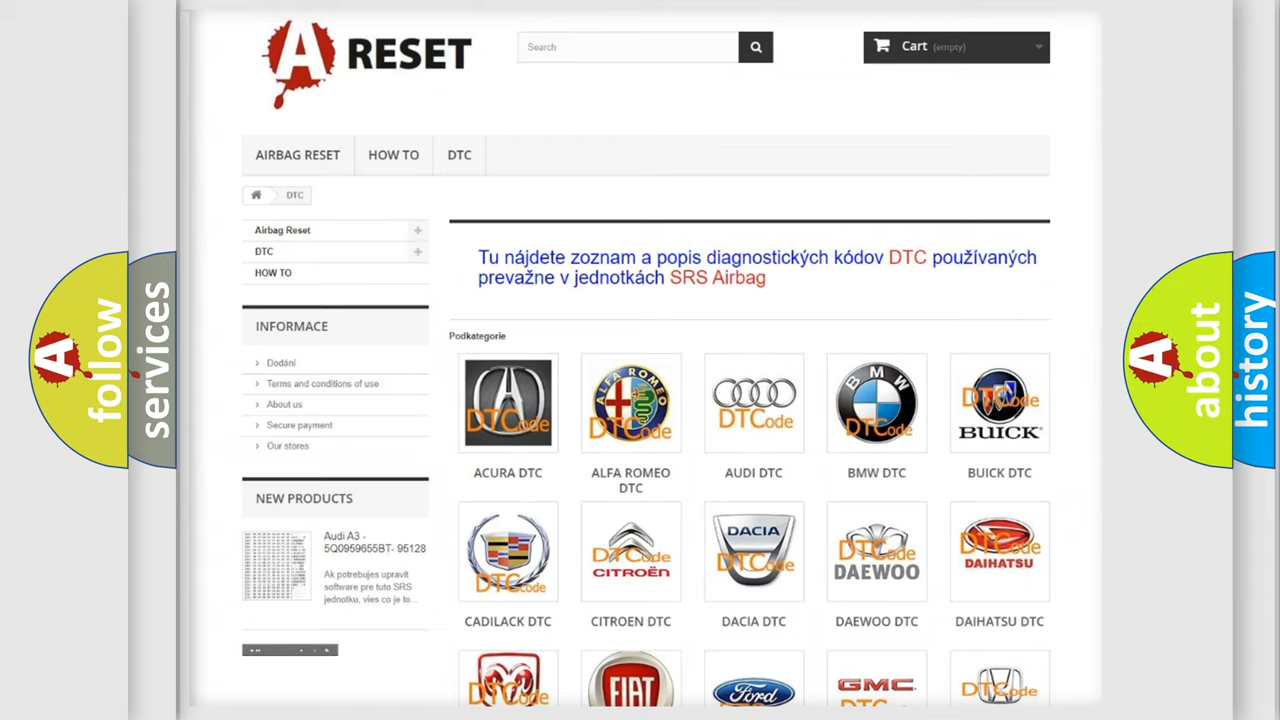 A RESET
Search
Cart (empty)
AIRBAG RESET
HOW TO
DTC
DTC
Airbag Reset
DTC
HOW TO
Tu nájdete zoznam a popis diagnostických kódov DTC používaných
prevažne v jednotkách SRS Airbag
INFORMACE
Dodání
Terms and conditions of use
About us
Secure payment
Our stores
NEW PRODUCTS
Audi A3 -
5Q0959655BT- 95128
Ak potrebujes upravit
software pre tuto SRS
jednotku, vies co je to...
Podkategorie
DTCode
ALFA ROMEO
DTCode
DTCode
BMW
DTCode
DTCode
BUICK
ACURA DTC
ALFA ROMEO
DTC
AUDI DTC
BMW DTC
BUICK DTC
DTCode
DTCode
CITROËN
DACIA
DTCode
DTCode
DAEWOO
DTCode
DAIHATSU
CADILACK DTC
CITROEN DTC
DACIA DTC
DAEWOO DTC
DAIHATSU DTC
DTCode
FIAT
Ford
GMC
DTCode
A follow
services
A about
history